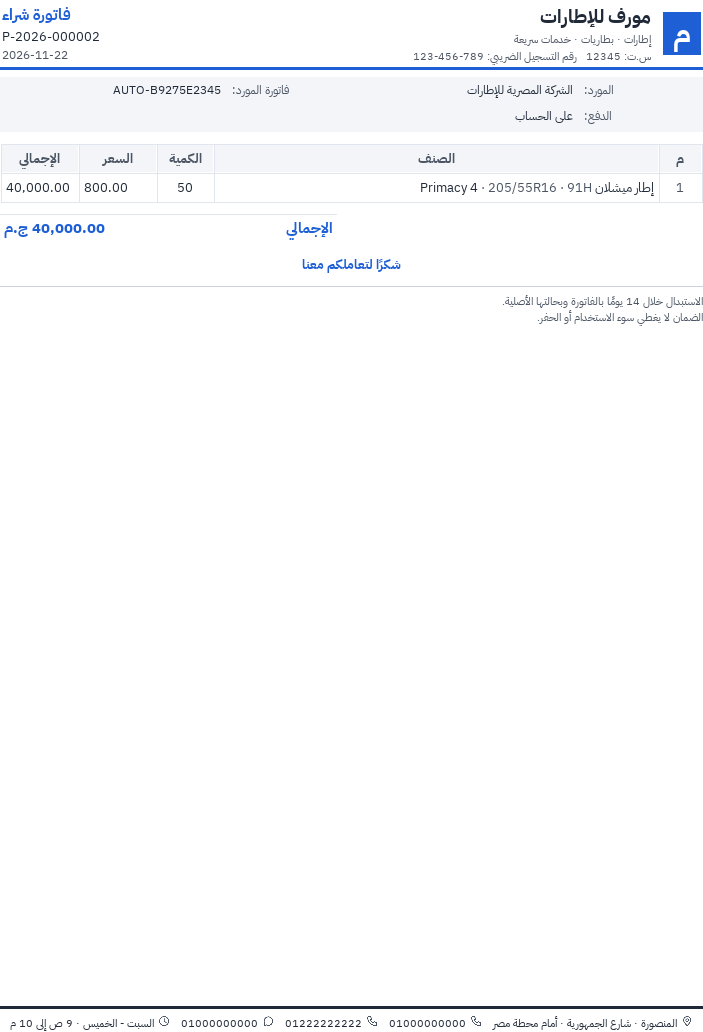 م
مورف للإطارات
إطارات · بطاريات · خدمات سريعة
س.ت: 12345 رقم التسجيل الضريبي: 789-456-123
فاتورة شراء
P-2026-000002
2026-11-22
المورد: الشركة المصرية للإطارات
فاتورة المورد: AUTO-B9275E2345
الدفع: على الحساب
م الصنف الكمية السعر الإجمالي
1 إطار ميشلان Primacy 4 · 205/55R16 · 91H 50 800.00 40,000.00
الإجمالي 40,000.00 ج.م
شكرًا لتعاملكم معنا
الاستبدال خلال 14 يومًا بالفاتورة وبحالتها الأصلية.
الضمان لا يغطي سوء الاستخدام أو الحفر.
المنصورة · شارع الجمهورية · أمام محطة مصر 01000000000 01222222222 01000000000 السبت - الخميس · 9 ص إلى 10 م